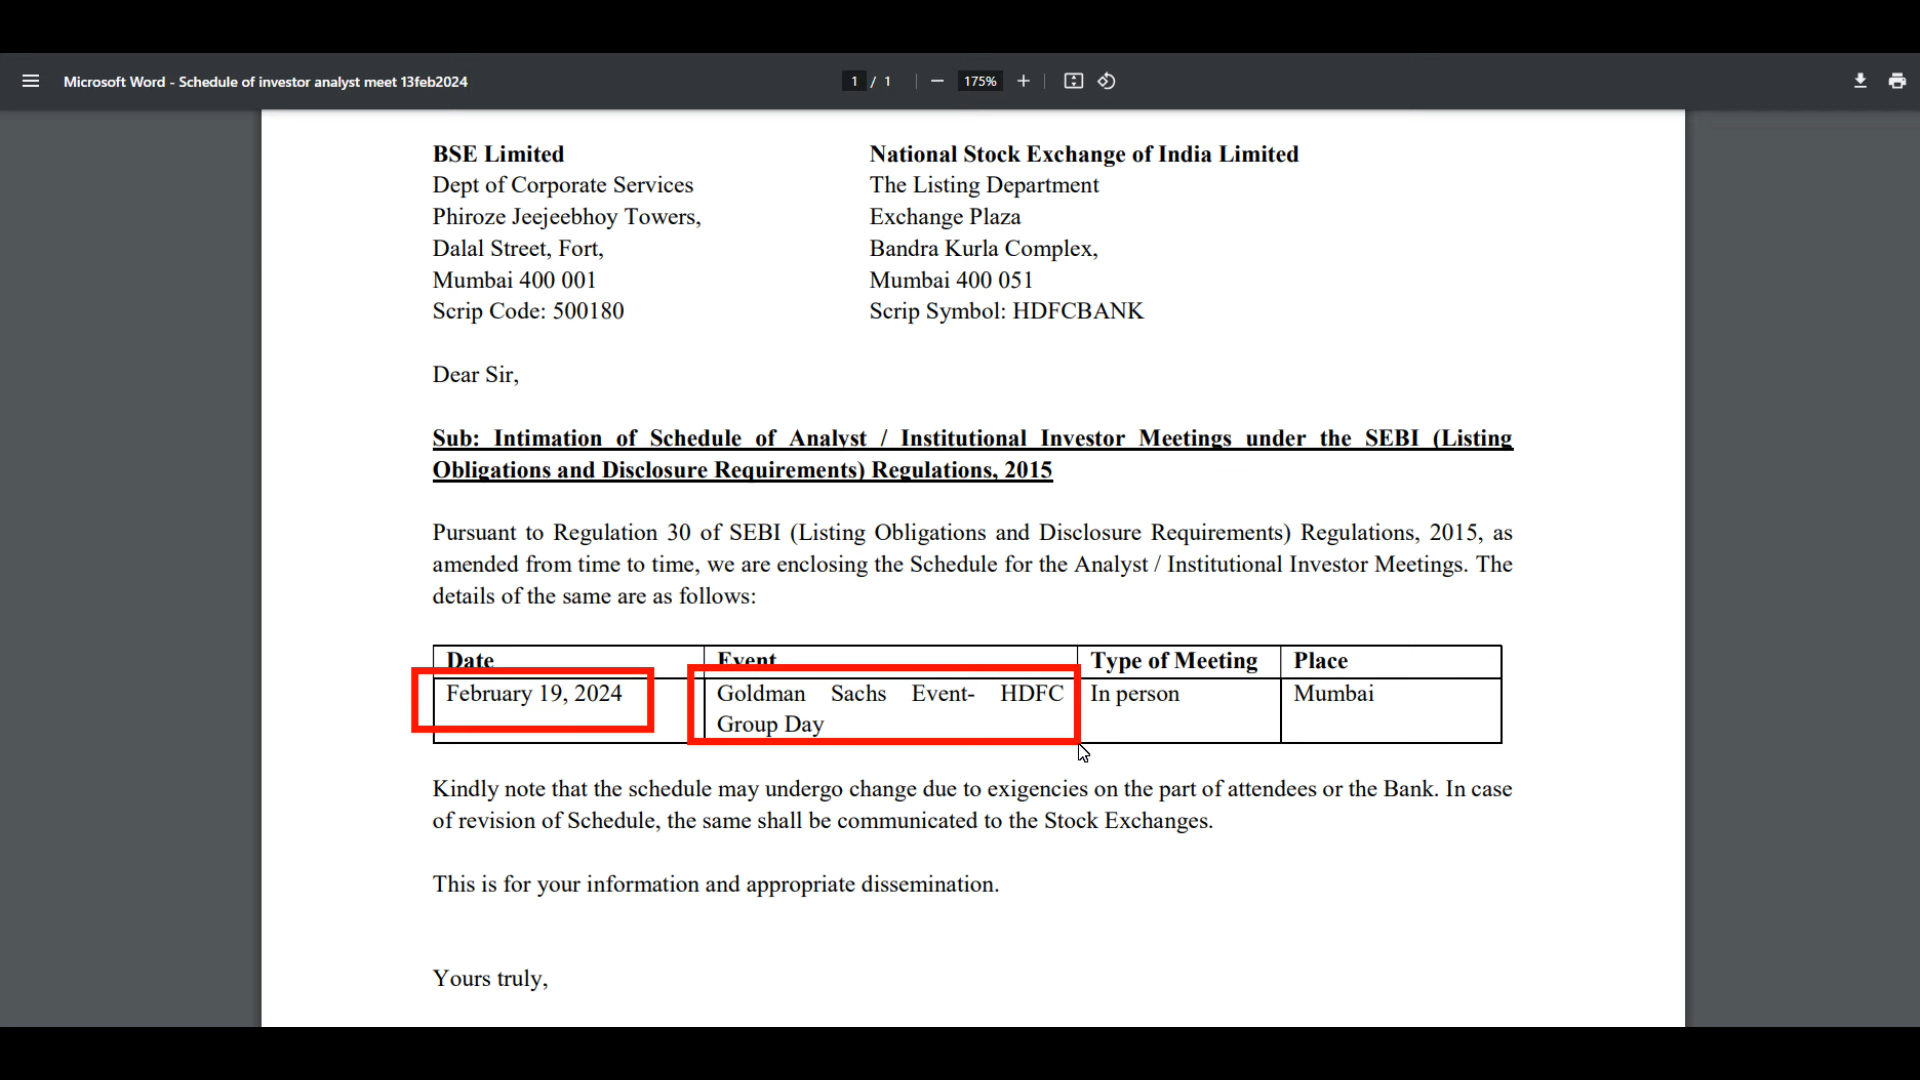 Microsoft Word - Schedule of investor analyst meet 13feb2024
1 / 1
175%
BSE Limited
Dept of Corporate Services
Phiroze Jeejeebhoy Towers,
Dalal Street, Fort,
Mumbai 400 001
Scrip Code: 500180
National Stock Exchange of India Limited
The Listing Department
Exchange Plaza
Bandra Kurla Complex,
Mumbai 400 051
Scrip Symbol: HDFCBANK
Dear Sir,
Sub: Intimation of Schedule of Analyst / Institutional Investor Meetings under the SEBI (Listing
Obligations and Disclosure Requirements) Regulations, 2015
Pursuant to Regulation 30 of SEBI (Listing Obligations and Disclosure Requirements) Regulations, 2015, as
amended from time to time, we are enclosing the Schedule for the Analyst / Institutional Investor Meetings. The
details of the same are as follows:
Date Event Type of Meeting Place
February 19, 2024 Goldman Sachs Event- HDFC In person Mumbai
Group Day
Kindly note that the schedule may undergo change due to exigencies on the part of attendees or the Bank. In case
of revision of Schedule, the same shall be communicated to the Stock Exchanges.
This is for your information and appropriate dissemination.
Yours truly,